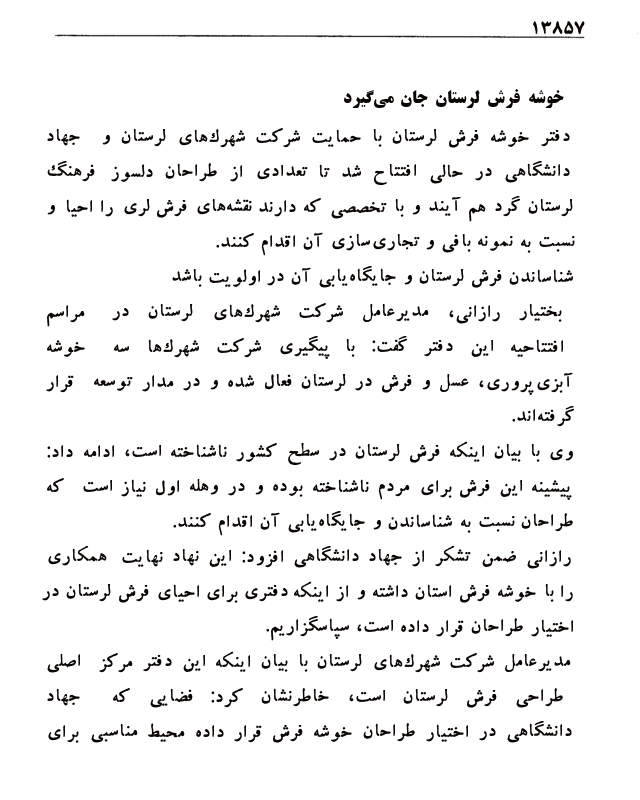 ۱۳۸۵۷
خوشه فرش لرستان جان می‌گیرد
دفتر خوشه فرش لرستان با حمایت شرکت شهرک‌های لرستان و جهاد
دانشگاهی در حالی افتتاح شد تا تعدادی از طراحان دلسوز فرهنگ
لرستان گرد هم آیند و با تخصصی که دارند نقشه‌های فرش لری را احیا و
نسبت به نمونه بافی و تجاری‌سازی آن اقدام کنند.
شناساندن فرش لرستان و جایگاه‌یابی آن در اولویت باشد
بختیار رازانی، مدیرعامل شرکت شهرک‌های لرستان در مراسم
افتتاحیه این دفتر گفت: با پیگیری شرکت شهرک‌ها سه خوشه
آبزی‌پروری، عسل و فرش در لرستان فعال شده و در مدار توسعه قرار
گرفته‌اند.
وی با بیان اینکه فرش لرستان در سطح کشور ناشناخته است، ادامه داد:
پیشینه این فرش برای مردم ناشناخته بوده و در وهله اول نیاز است که
طراحان نسبت به شناساندن و جایگاه‌یابی آن اقدام کنند.
رازانی ضمن تشکر از جهاد دانشگاهی افزود: این نهاد نهایت همکاری
را با خوشه فرش استان داشته و از اینکه دفتری برای احیای فرش لرستان در
اختیار طراحان قرار داده است، سپاسگزاریم.
مدیرعامل شرکت شهرک‌های لرستان با بیان اینکه این دفتر مرکز اصلی
طراحی فرش لرستان است، خاطرنشان کرد: فضایی که جهاد
دانشگاهی در اختیار طراحان خوشه فرش قرار داده محیط مناسبی برای